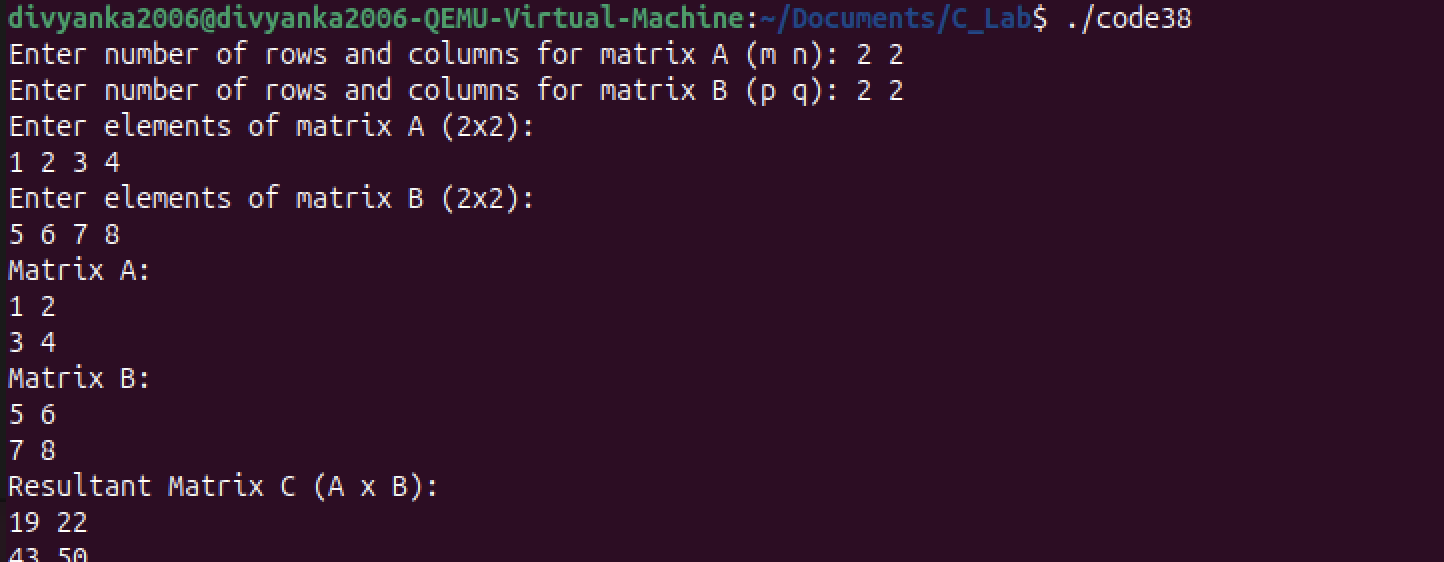 divyanka2006@divyanka2006-QEMU-Virtual-Machine:~/Documents/C_Lab$ ./code38
Enter number of rows and columns for matrix A (m n): 2 2
Enter number of rows and columns for matrix B (p q): 2 2
Enter elements of matrix A (2x2):
1 2 3 4
Enter elements of matrix B (2x2):
5 6 7 8
Matrix A:
1 2
3 4
Matrix B:
5 6
7 8
Resultant Matrix C (A x B):
19 22
43 50